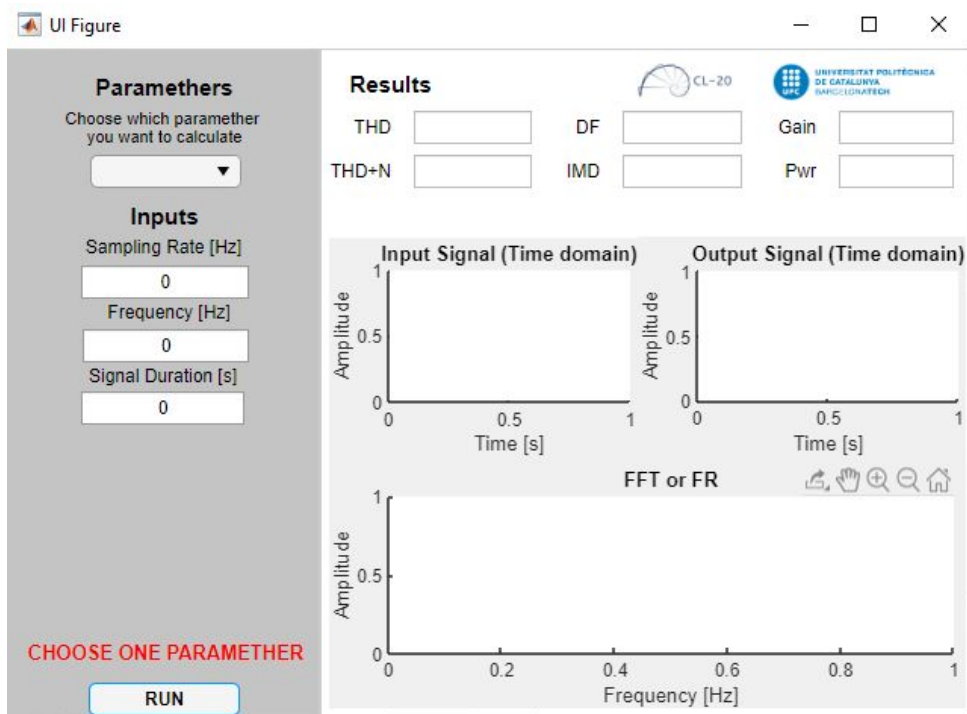 UI Figure
Paramethers
Choose which paramether
you want to calculate
Inputs
Sampling Rate [Hz]
0
Frequency [Hz]
0
Signal Duration [s]
0
CHOOSE ONE PARAMETHER
RUN
Results
CL-20
UPC
UNIVERSITAT POLITÈCNICA
DE CATALUNYA
BARCELONATECH
THD
DF
Gain
THD+N
IMD
Pwr
Input Signal (Time domain)
Amplitude
1
0.5
0
0 0.5 1
Time [s]
Output Signal (Time domain)
Amplitude
1
0.5
0
0 0.5 1
Time [s]
FFT or FR
Amplitude
1
0.5
0
0 0.2 0.4 0.6 0.8 1
Frequency [Hz]